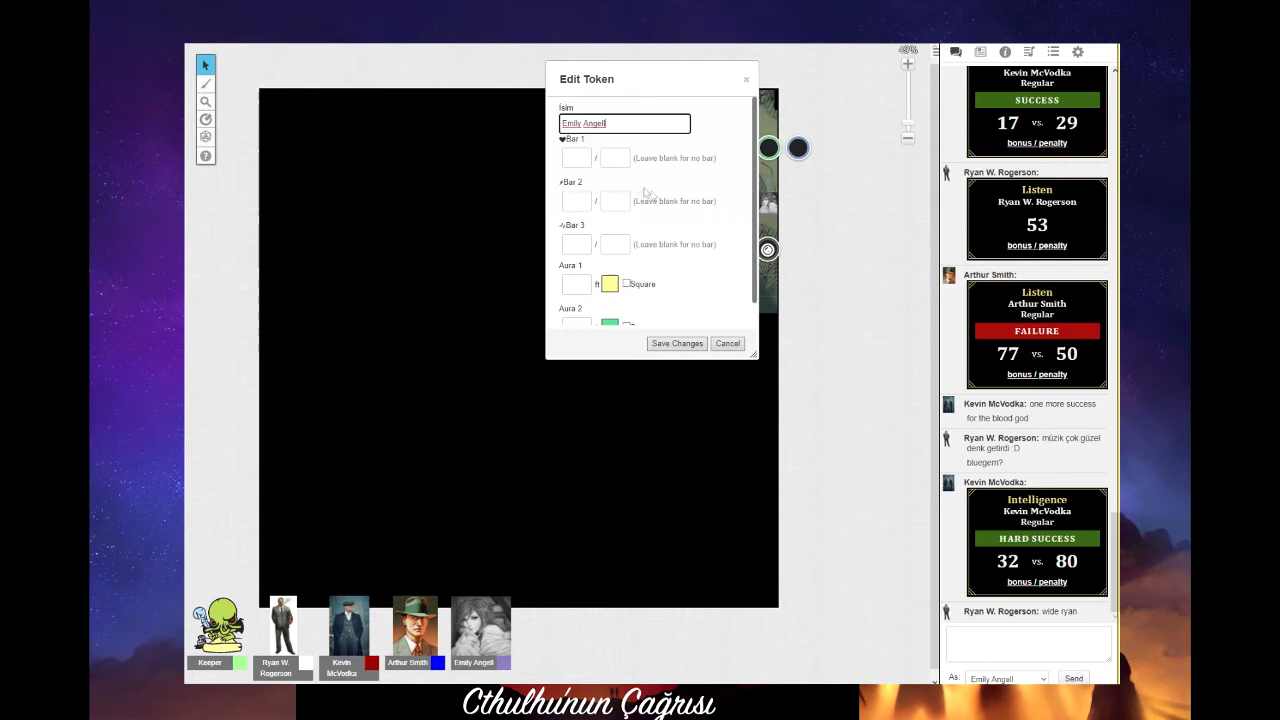 49%
Edit Token
×
İsim
Emily Angell
Bar 1
/ (Leave blank for no bar)
Bar 2
/ (Leave blank for no bar)
Bar 3
/ (Leave blank for no bar)
Aura 1
ft Square
Aura 2
Save Changes Cancel
Kevin McVodka
Regular
SUCCESS
17 vs. 29
bonus / penalty
Ryan W. Rogerson:
Listen
Ryan W. Rogerson
53
bonus / penalty
Arthur Smith:
Listen
Arthur Smith
Regular
FAILURE
77 vs. 50
bonus / penalty
Kevin McVodka: one more success
for the blood god
Ryan W. Rogerson: müzik çok güzel
denk getirdi :D
bluegem?
Kevin McVodka:
Intelligence
Kevin McVodka
Regular
HARD SUCCESS
32 vs. 80
bonus / penalty
Ryan W. Rogerson: wide ryan
As: Emily Angell Send
Keeper
Ryan W.
Rogerson
Kevin
McVodka
Arthur Smith
Emily Angell
Cthulhu'nun Çağrısı